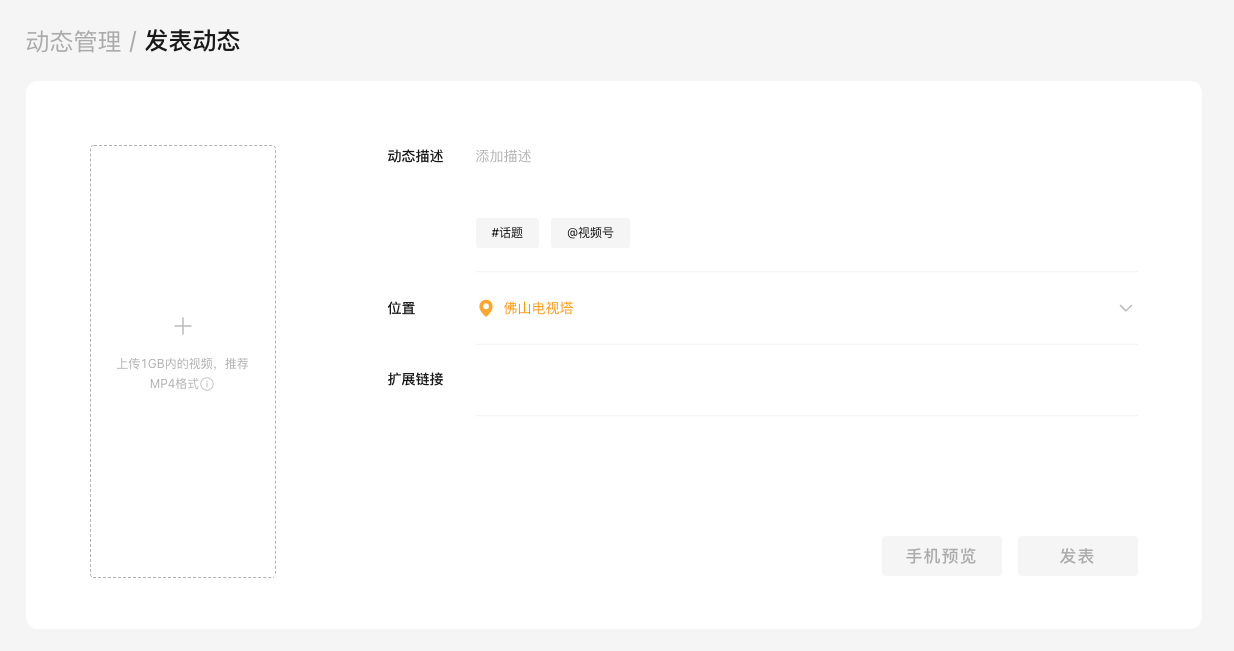 动态管理 / 发表动态
上传1GB内的视频，推荐
MP4格式
动态描述 添加描述
#话题 @视频号
位置 佛山电视塔
扩展链接
手机预览 发表